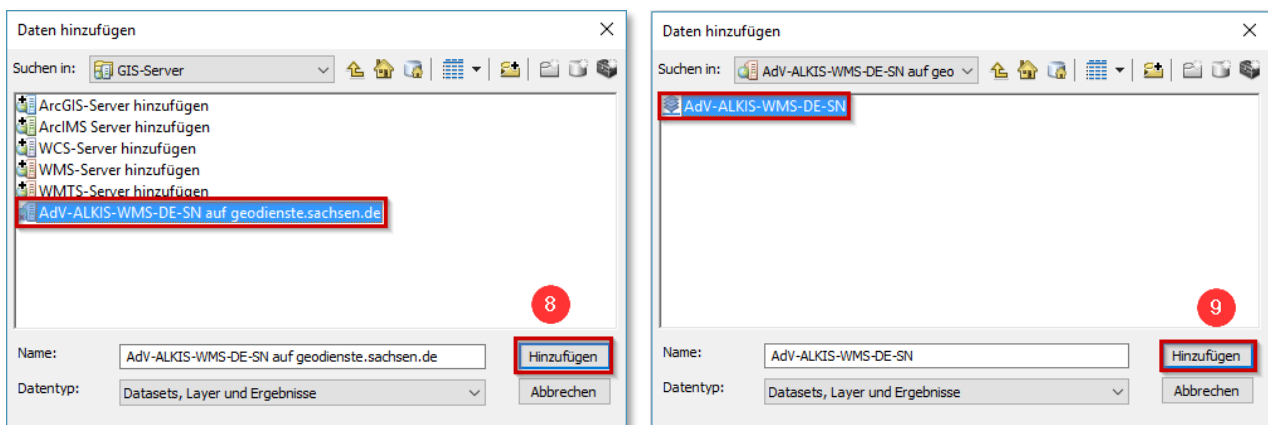 Daten hinzufügen
Suchen in: GIS-Server
ArcGIS-Server hinzufügen
ArcIMS Server hinzufügen
WCS-Server hinzufügen
WMS-Server hinzufügen
WMTS-Server hinzufügen
AdV-ALKIS-WMS-DE-SN auf geodienste.sachsen.de
8
Name: AdV-ALKIS-WMS-DE-SN auf geodienste.sachsen.de Hinzufügen
Datentyp: Datasets, Layer und Ergebnisse Abbrechen
Daten hinzufügen
Suchen in: AdV-ALKIS-WMS-DE-SN auf geo
AdV-ALKIS-WMS-DE-SN
9
Name: AdV-ALKIS-WMS-DE-SN Hinzufügen
Datentyp: Datasets, Layer und Ergebnisse Abbrechen